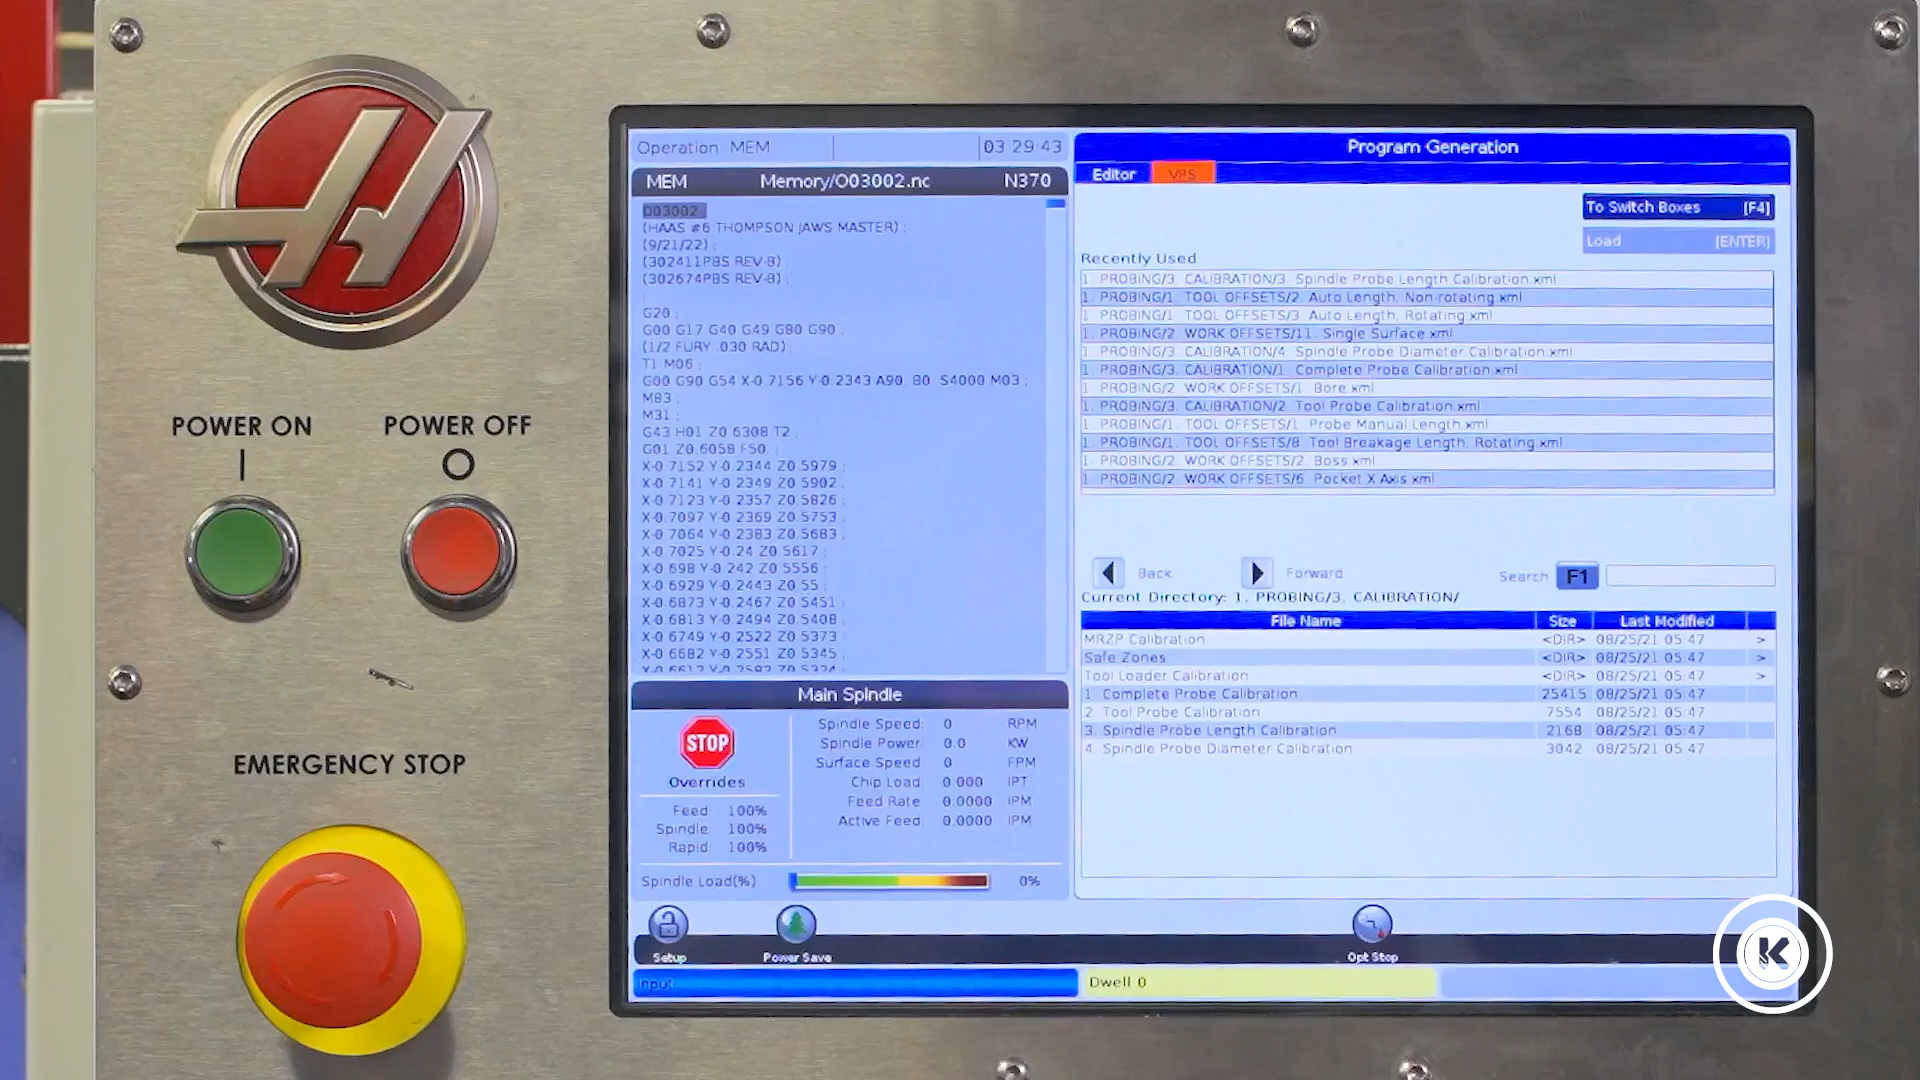 POWER ON
POWER OFF
EMERGENCY STOP
Operation MEM
03:29:43
MEM
Memory/O03002.nc
N370
O03002
(HAAS #6 THOMPSON JAWS MASTER) ;
(9/21/22) ;
(302411PBS REV-B) ;
(302674PBS REV-B) ;
;
G20 ;
G00 G17 G40 G49 G80 G90 ;
(1/2 FURY .030 RAD) ;
T1 M06 ;
G00 G90 G54 X-0.7156 Y-0.2343 A90. B0. S4000 M03 ;
M83 ;
M31 ;
G43 H01 Z0.6308 T2 ;
G01 Z0.6058 F50. ;
X-0.7152 Y-0.2344 Z0.5979 ;
X-0.7141 Y-0.2349 Z0.5902 ;
X-0.7123 Y-0.2357 Z0.5826 ;
X-0.7097 Y-0.2369 Z0.5753 ;
X-0.7064 Y-0.2383 Z0.5683 ;
X-0.7025 Y-0.24 Z0.5617 ;
X-0.698 Y-0.242 Z0.5556 ;
X-0.6929 Y-0.2443 Z0.55 ;
X-0.6873 Y-0.2467 Z0.5451 ;
X-0.6813 Y-0.2494 Z0.5408 ;
X-0.6749 Y-0.2522 Z0.5373 ;
X-0.6682 Y-0.2551 Z0.5345 ;
Main Spindle
STOP
Overrides
Feed: 100%
Spindle: 100%
Rapid: 100%
Spindle Speed: 0 RPM
Spindle Power: 0.0 KW
Surface Speed: 0 FPM
Chip Load: 0.000 IPT
Feed Rate: 0.0000 IPM
Active Feed: 0.0000 IPM
Spindle Load(%) 0%
Program Generation
Editor VPS
To Switch Boxes [F4]
Load [ENTER]
Recently Used
1. PROBING/3. CALIBRATION/3. Spindle Probe Length Calibration.xml
1. PROBING/1. TOOL OFFSETS/2. Auto Length, Non-rotating.xml
1. PROBING/1. TOOL OFFSETS/3. Auto Length, Rotating.xml
1. PROBING/2. WORK OFFSETS/11. Single Surface.xml
1. PROBING/3. CALIBRATION/4. Spindle Probe Diameter Calibration.xml
1. PROBING/3. CALIBRATION/1. Complete Probe Calibration.xml
1. PROBING/2. WORK OFFSETS/1. Bore.xml
1. PROBING/3. CALIBRATION/2. Tool Probe Calibration.xml
1. PROBING/1. TOOL OFFSETS/1. Probe Manual Length.xml
1. PROBING/1. TOOL OFFSETS/8. Tool Breakage Length, Rotating.xml
1. PROBING/2. WORK OFFSETS/2. Boss.xml
1. PROBING/2. WORK OFFSETS/6. Pocket X Axis.xml
Back
Forward
Search F1
Current Directory: 1. PROBING/3. CALIBRATION/
File Name Size Last Modified
MRZP Calibration <DIR> 08/25/21 05:47 >
Safe Zones <DIR> 08/25/21 05:47 >
Tool Loader Calibration <DIR> 08/25/21 05:47 >
1. Complete Probe Calibration 25415 08/25/21 05:47
2. Tool Probe Calibration 7554 08/25/21 05:47
3. Spindle Probe Length Calibration 2168 08/25/21 05:47
4. Spindle Probe Diameter Calibration 3042 08/25/21 05:47
Setup
Power Save
Opt Stop
Input:
Dwell 0
K